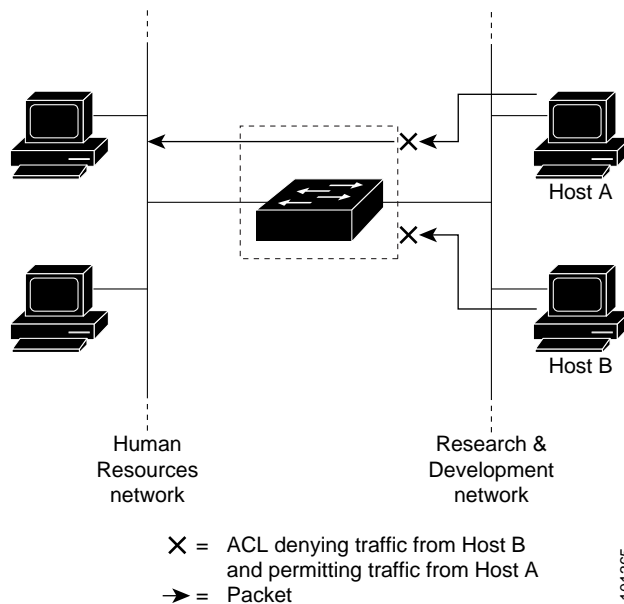 Host A
Host B
Human
Resources
network
Research &
Development
network
X = ACL denying traffic from Host B
and permitting traffic from Host A
= Packet